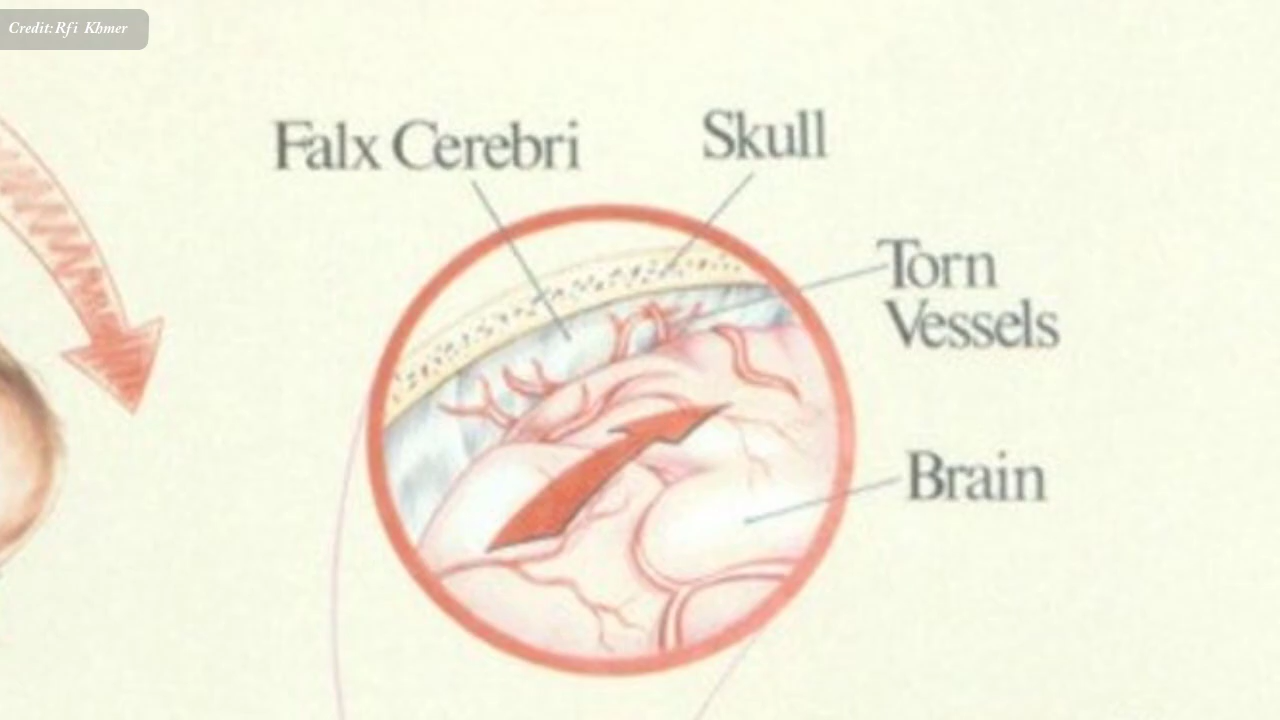 Credit:Rfi Khmer
Falx Cerebri
Skull
Torn
Vessels
Brain